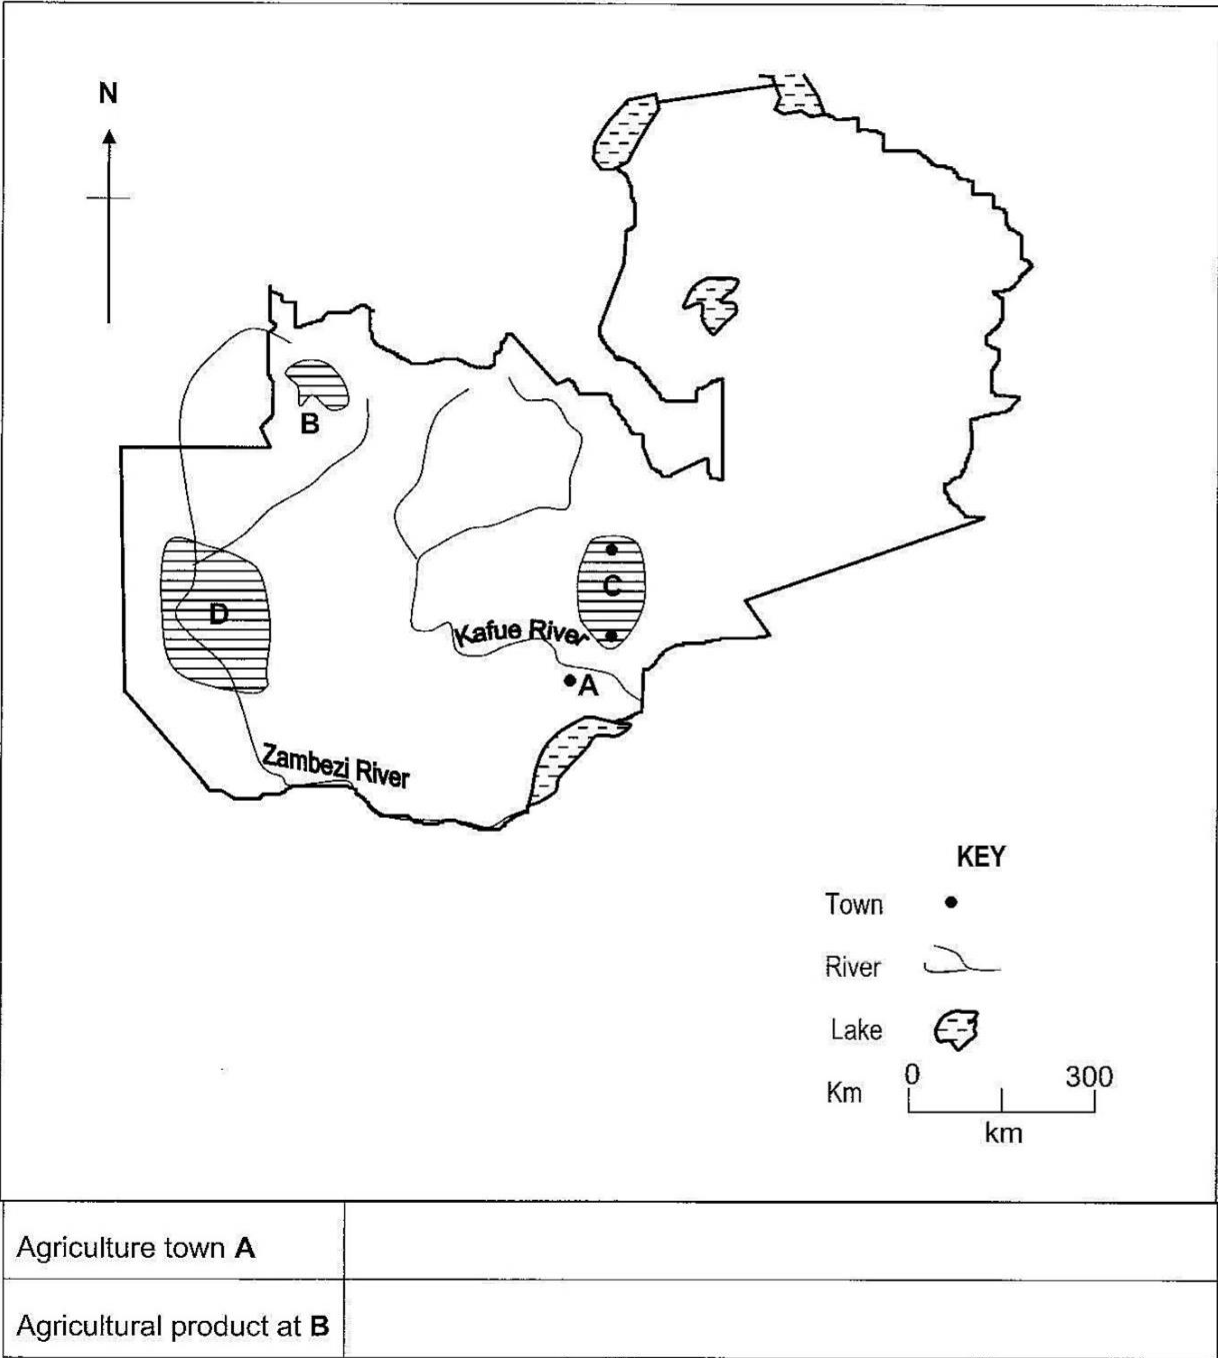 N
B
D
C
Kafue River
A
Zambezi River
KEY
Town
River
Lake
Km
0 300
km
Agriculture town A
Agricultural product at B